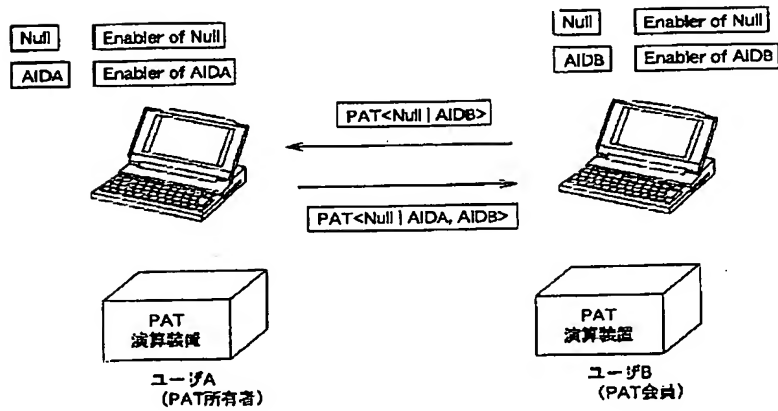 Null Enabler of Null
AIDA Enabler of AIDA
Null Enabler of Null
AIDB Enabler of AIDB
PAT<Null | AIDB>
PAT<Null | AIDA, AIDB>
PAT
演算装置
ユーザA
(PAT所有者)
PAT
演算装置
ユーザB
(PAT会員)